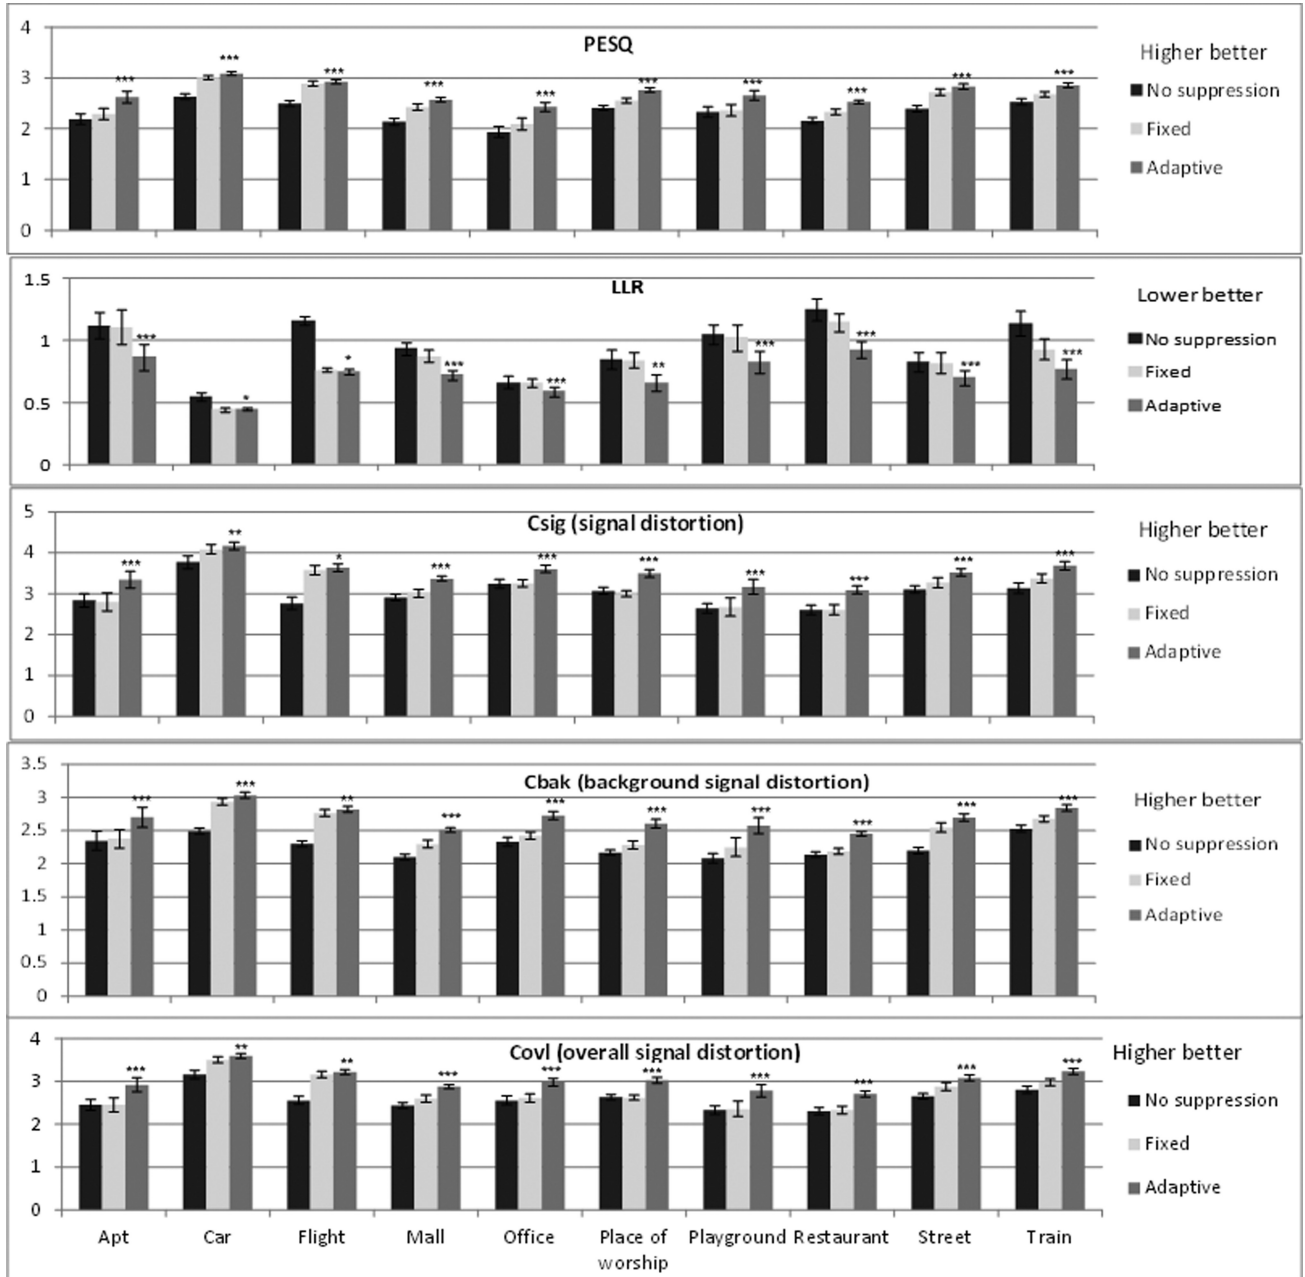 PESQ
4
3
2
1
0
*** *** *** *** *** *** *** *** *** ***
Higher better
No suppression
Fixed
Adaptive
LLR
1.5
1
0.5
0
*** * * *** *** ** *** *** *** ***
Lower better
No suppression
Fixed
Adaptive
Csig (signal distortion)
5
4
3
2
1
0
*** ** * *** *** *** *** *** *** ***
Higher better
No suppression
Fixed
Adaptive
Cbak (background signal distortion)
3.5
3
2.5
2
1.5
1
0.5
0
*** *** ** *** *** *** *** *** *** ***
Higher better
No suppression
Fixed
Adaptive
Covl (overall signal distortion)
4
3
2
1
0
*** ** ** *** *** *** *** *** *** ***
Higher better
No suppression
Fixed
Adaptive
Apt Car Flight Mall Office Place of Playground Restaurant Street Train
worship